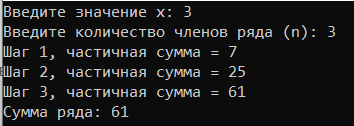 Введите значение x: 3
Введите количество членов ряда (n): 3
Шаг 1, частичная сумма = 7
Шаг 2, частичная сумма = 25
Шаг 3, частичная сумма = 61
Сумма ряда: 61